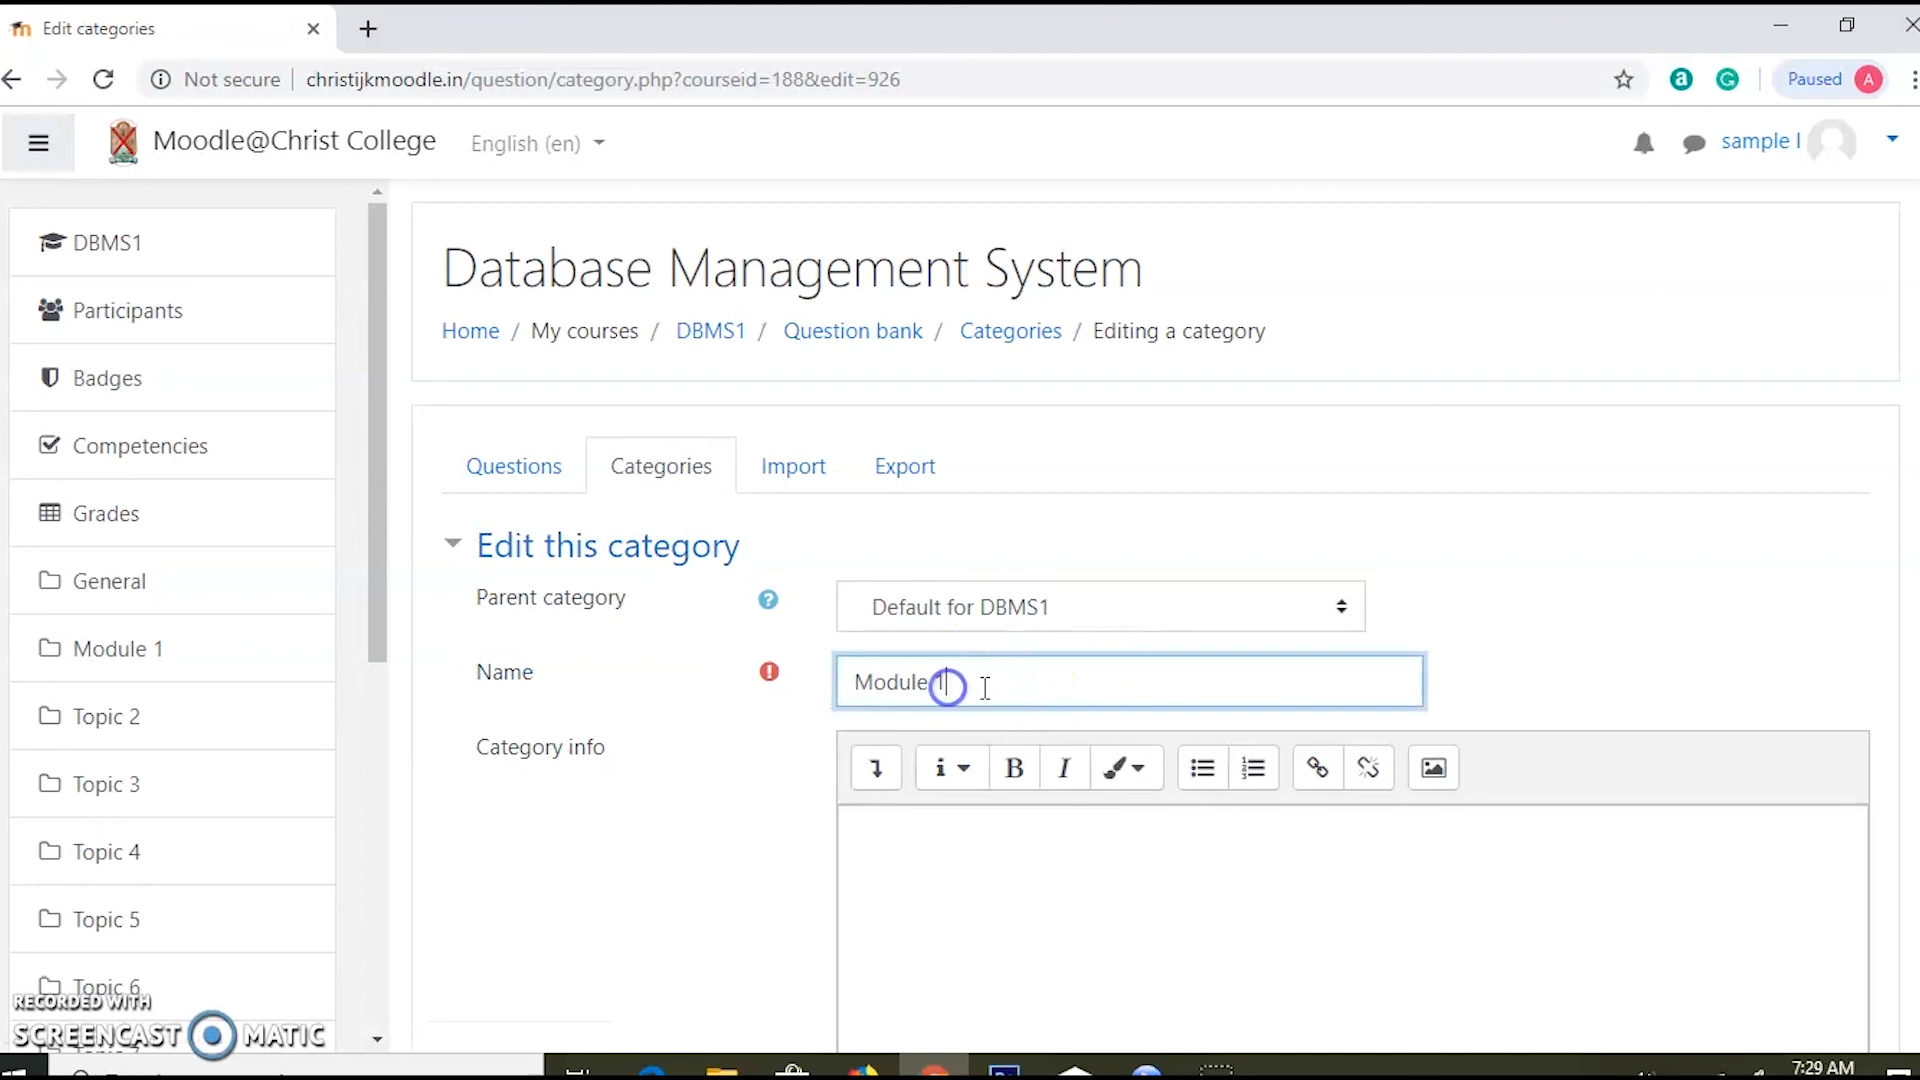 Edit categories
Not secure christijkmoodle.in/question/category.php?courseid=188&edit=926
Paused A
Moodle@Christ College English (en)
sample l
DBMS1
Participants
Badges
Competencies
Grades
General
Module 1
Topic 2
Topic 3
Topic 4
Topic 5
Topic 6
Database Management System
Home / My courses / DBMS1 / Question bank / Categories / Editing a category
Questions Categories Import Export
Edit this category
Parent category
Default for DBMS1
Name
Module 1
Category info
B I
RECORDED WITH
SCREENCAST MATIC
7:29 AM